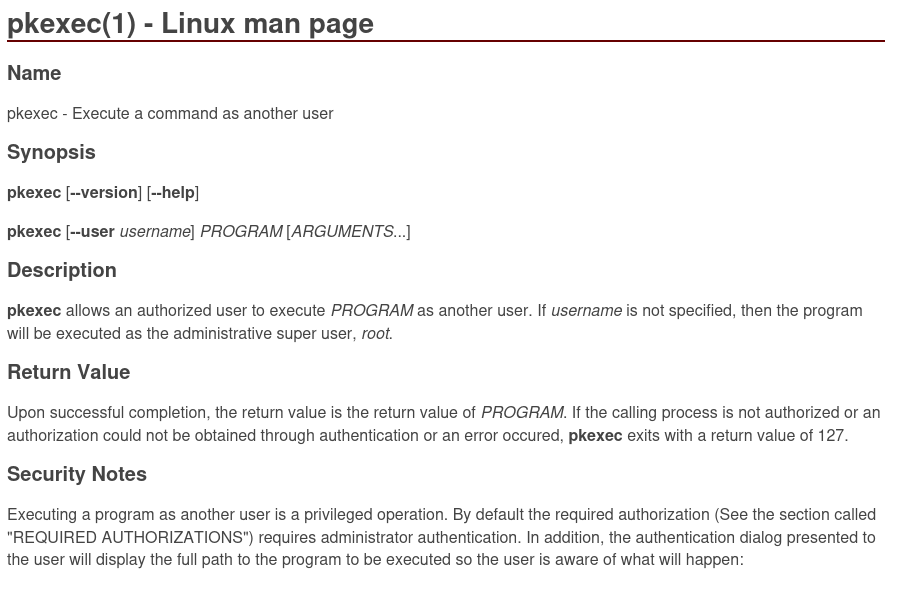 pkexec(1) - Linux man page
Name
pkexec - Execute a command as another user
Synopsis
pkexec [--version] [--help]
pkexec [--user username] PROGRAM [ARGUMENTS...]
Description
pkexec allows an authorized user to execute PROGRAM as another user. If username is not specified, then the program
will be executed as the administrative super user, root.
Return Value
Upon successful completion, the return value is the return value of PROGRAM. If the calling process is not authorized or an
authorization could not be obtained through authentication or an error occured, pkexec exits with a return value of 127.
Security Notes
Executing a program as another user is a privileged operation. By default the required authorization (See the section called
"REQUIRED AUTHORIZATIONS") requires administrator authentication. In addition, the authentication dialog presented to
the user will display the full path to the program to be executed so the user is aware of what will happen: